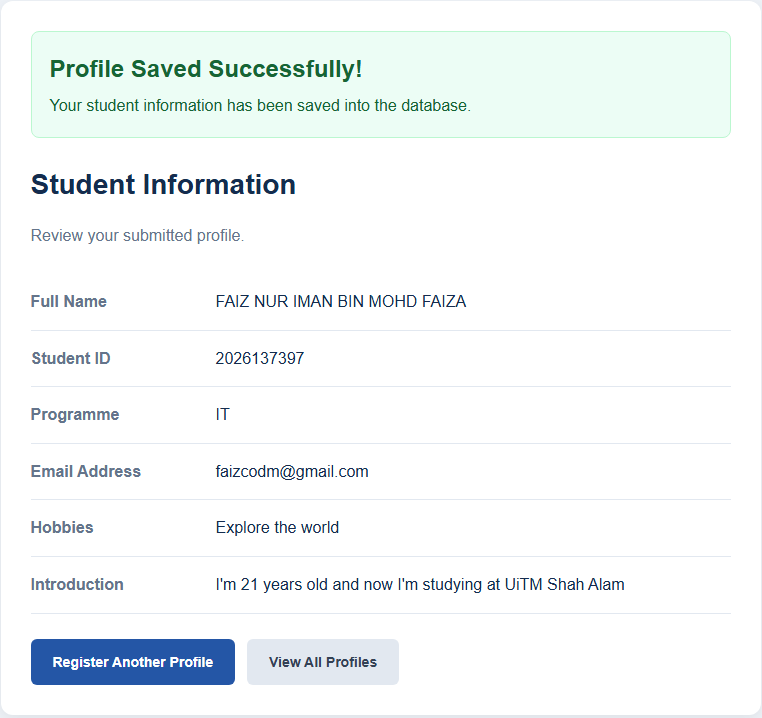 Profile Saved Successfully!
Your student information has been saved into the database.
Student Information
Review your submitted profile.
Full Name FAIZ NUR IMAN BIN MOHD FAIZA
Student ID 2026137397
Programme IT
Email Address faizcodm@gmail.com
Hobbies Explore the world
Introduction I'm 21 years old and now I'm studying at UiTM Shah Alam
Register Another Profile View All Profiles